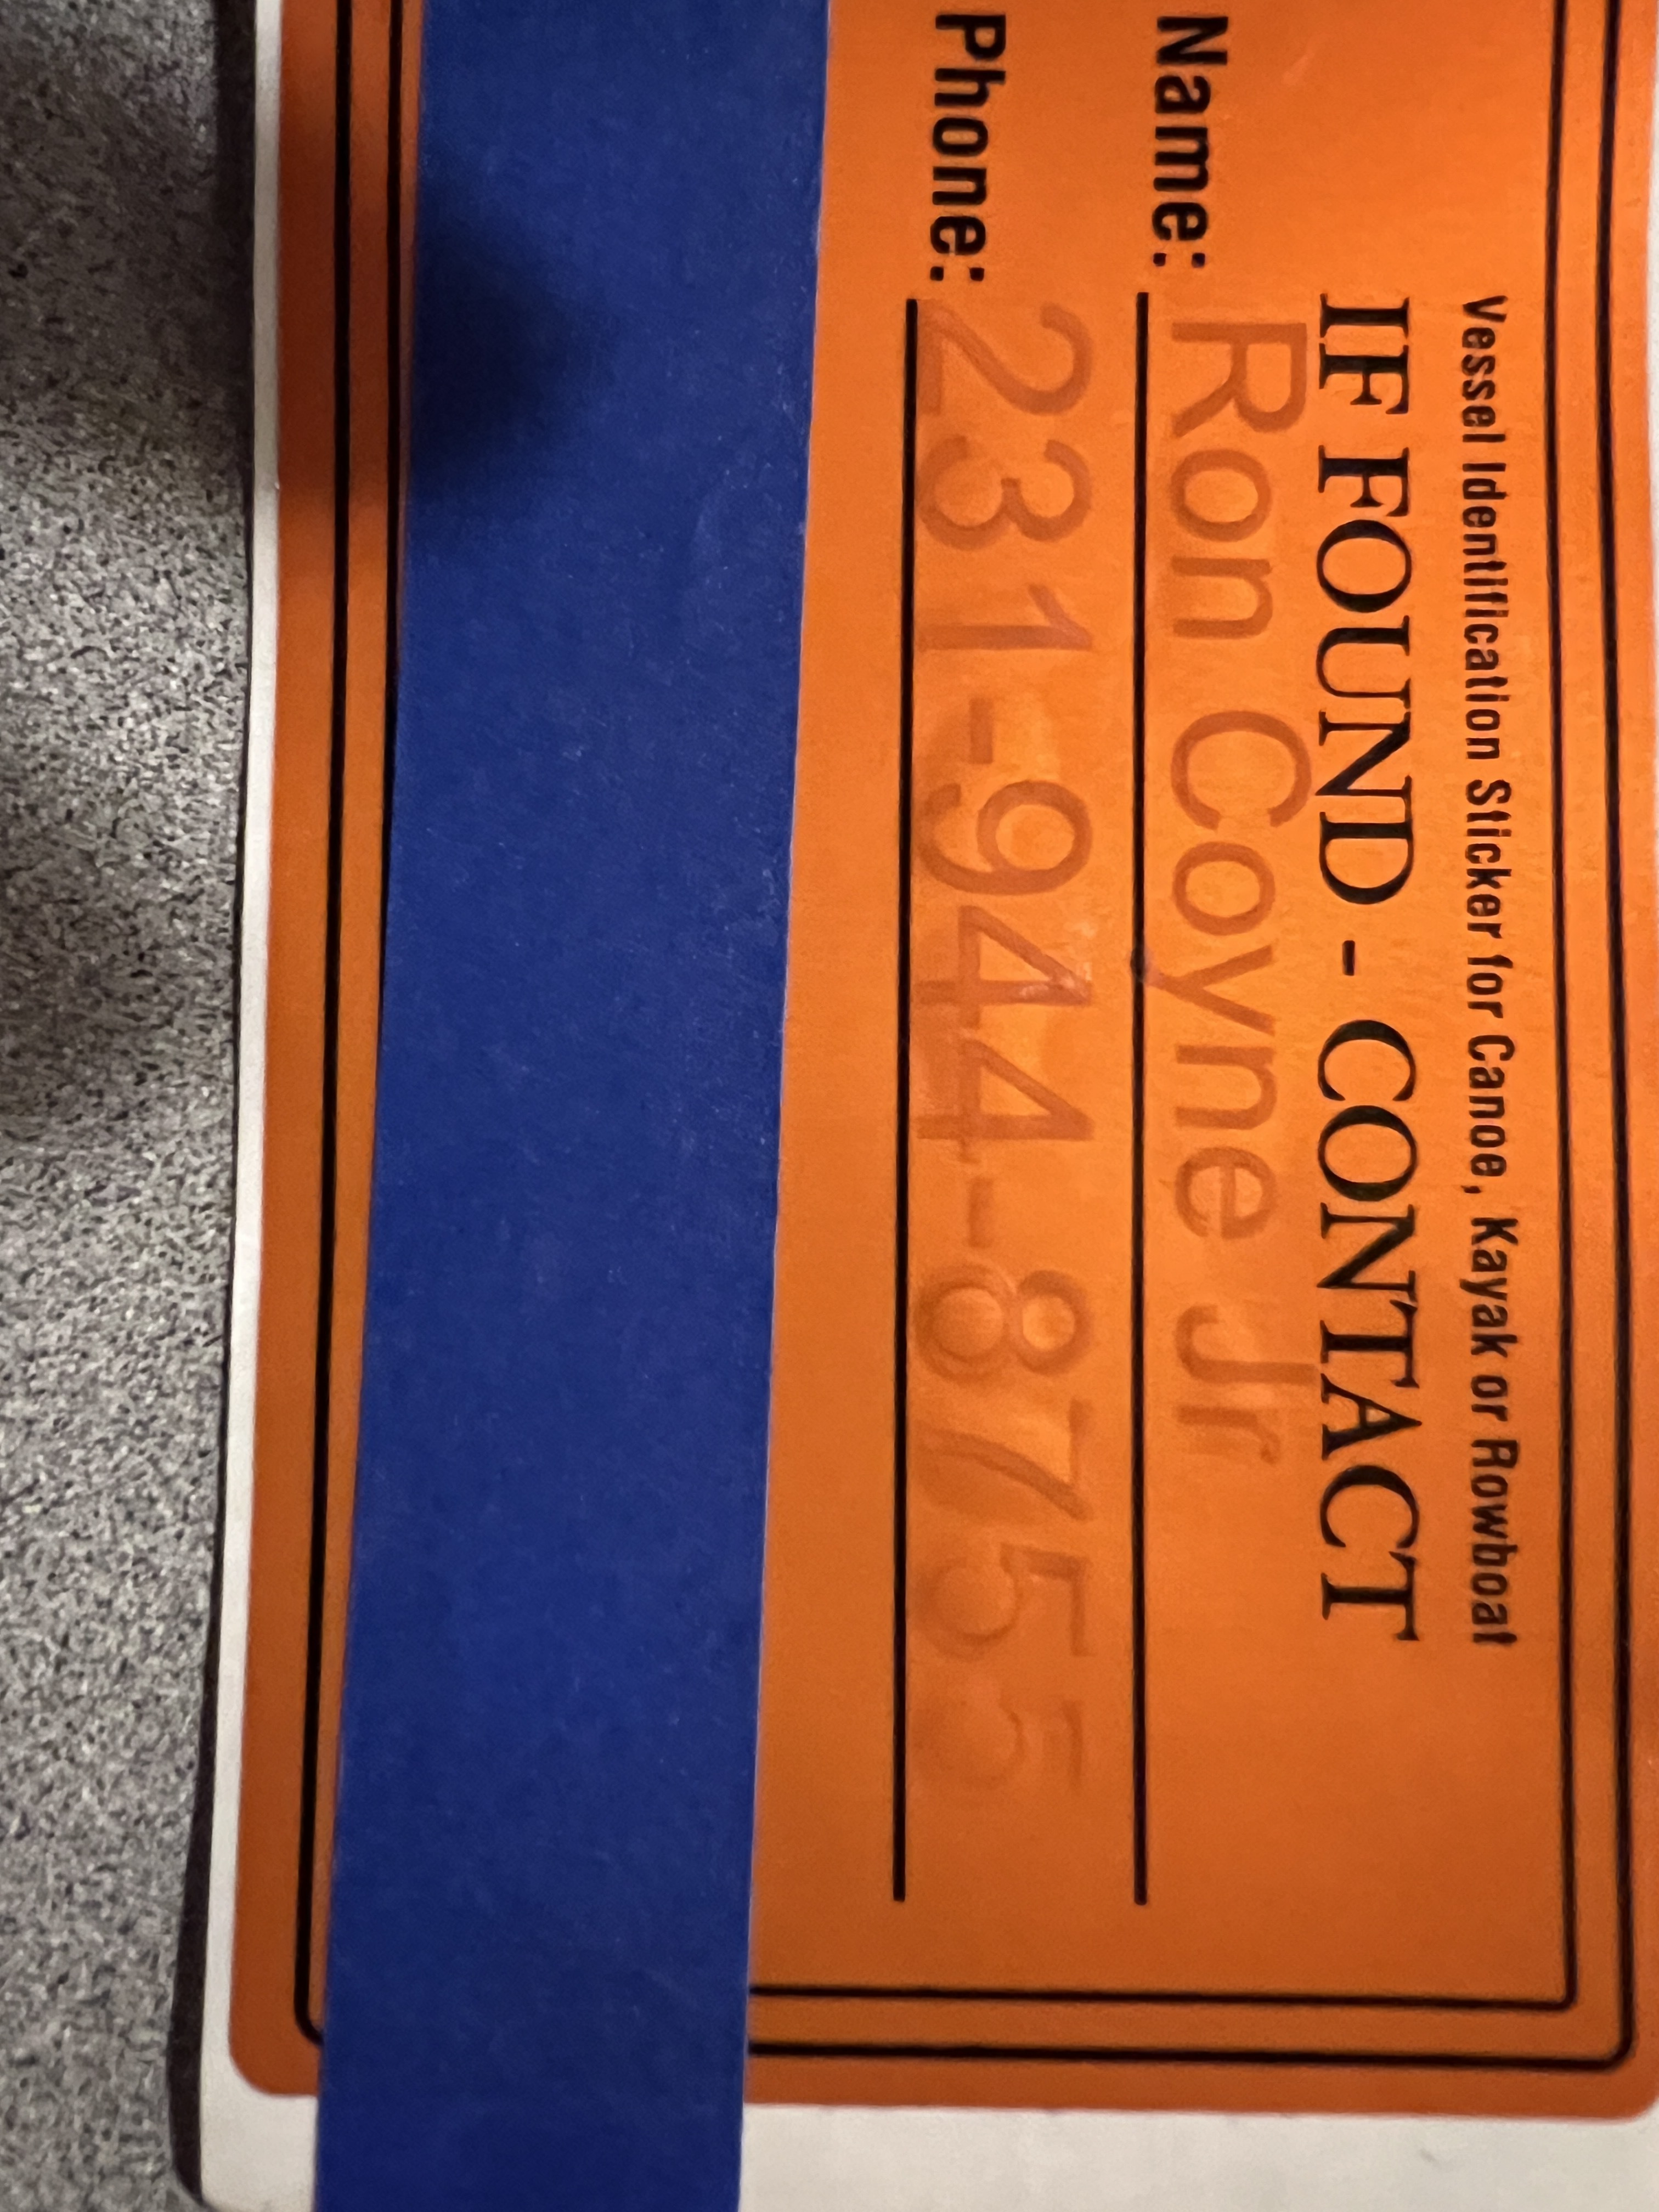 Vessel Identification Sticker for Canoe, Kayak or Rowboat
IF FOUND - CONTACT
Name: Ron Coyne Jr
Phone: 231-944-8755